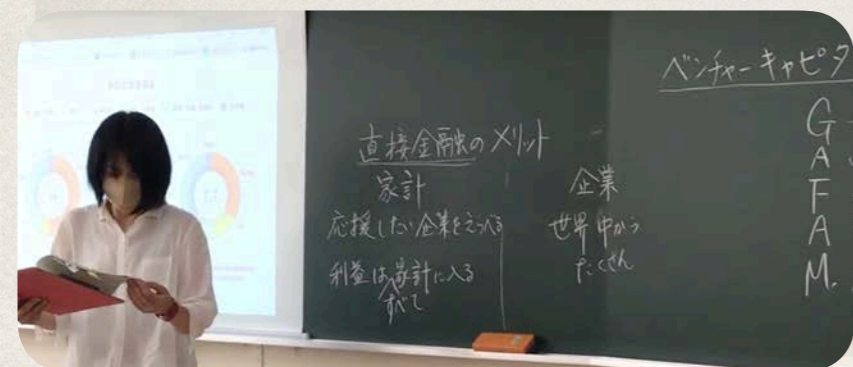 直接金融のメリット
家計
応援したい企業をえらべる
利益は家計に入る
すべて
企業
世界中から
たくさん
ベンチャーキャピタ
G
A
F
A
M.